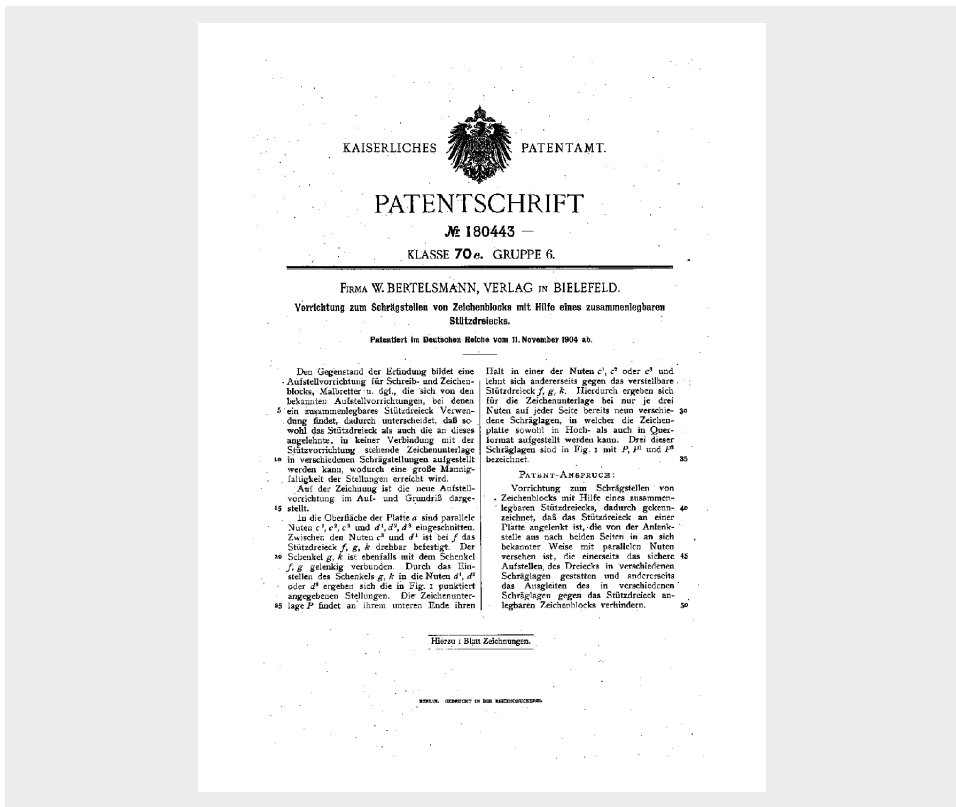 KAISERLICHES PATENTAMT.
PATENTSCHRIFT
№ 180443 —
KLASSE 70e. GRUPPE 6.
FIRMA W. BERTELSMANN, VERLAG IN BIELEFELD.
Vorrichtung zum Schrägstellen von Zeichenblocks mit Hilfe eines zusammenlegbaren
Stützdreiecks.
Patentiert im Deutschen Reiche vom 11. November 1904 ab.
Den Gegenstand der Erfindung bildet eine
Aufstellvorrichtung für Schreib- und Zeichen-
blocks, Malbretter u. dgl., die sich von den
bekannten Aufstellvorrichtungen, bei denen
5 ein zusammenlegbares Stützdreieck Verwen-
dung findet, dadurch unterscheidet, daß so-
wohl das Stützdreieck als auch die an dieses
angelehnte, in keiner Verbindung mit der
Stützvorrichtung stehende Zeichenunterlage
10 in verschiedenen Schrägstellungen aufgestellt
werden kann, wodurch eine große Mannig-
faltigkeit der Stellungen erreicht wird.
Auf der Zeichnung ist die neue Aufstell-
vorrichtung im Auf- und Grundriß darge-
15 stellt.
In die Oberfläche der Platte a sind parallele
Nuten c¹, c², c³ und d¹, d², d³ eingeschnitten.
Zwischen den Nuten c³ und d¹ ist bei f das
Stützdreieck f, g, k drehbar befestigt. Der
20 Schenkel g, k ist ebenfalls mit dem Schenkel
f, g gelenkig verbunden. Durch das Ein-
stellen des Schenkels g, k in die Nuten d¹, d²
oder d³ ergeben sich die in Fig. 1 punktiert
angegebenen Stellungen. Die Zeichenunter-
25 lage P findet an ihrem unteren Ende ihren
Halt in einer der Nuten c¹, c² oder c³ und
lehnt sich andererseits gegen das verstellbare
Stützdreieck f, g, k. Hierdurch ergeben sich
für die Zeichenunterlage bei nur je drei
Nuten auf jeder Seite bereits neun verschie- 30
dene Schräglagen, in welcher die Zeichen-
platte sowohl in Hoch- als auch in Quer-
format aufgestellt werden kann. Drei dieser
Schräglagen sind in Fig. 1 mit P, P¹ und P²
bezeichnet. 35
PATENT-ANSPRUCH:
Vorrichtung zum Schrägstellen von
Zeichenblocks mit Hilfe eines zusammen-
legbaren Stützdreiecks, dadurch gekenn- 40
zeichnet, daß das Stützdreieck an einer
Platte angelenkt ist, die von der Anlenk-
stelle aus nach beiden Seiten in an sich
bekannter Weise mit parallelen Nuten
versehen ist, die einerseits das sichere 45
Aufstellen des Dreiecks in verschiedenen
Schräglagen gestatten und andererseits
das Ausgleiten des in verschiedenen
Schräglagen gegen das Stützdreieck an-
legbaren Zeichenblocks verhindern. 50
Hierzu 1 Blatt Zeichnungen.
BERLIN. GEDRUCKT IN DER REICHSDRUCKEREI.